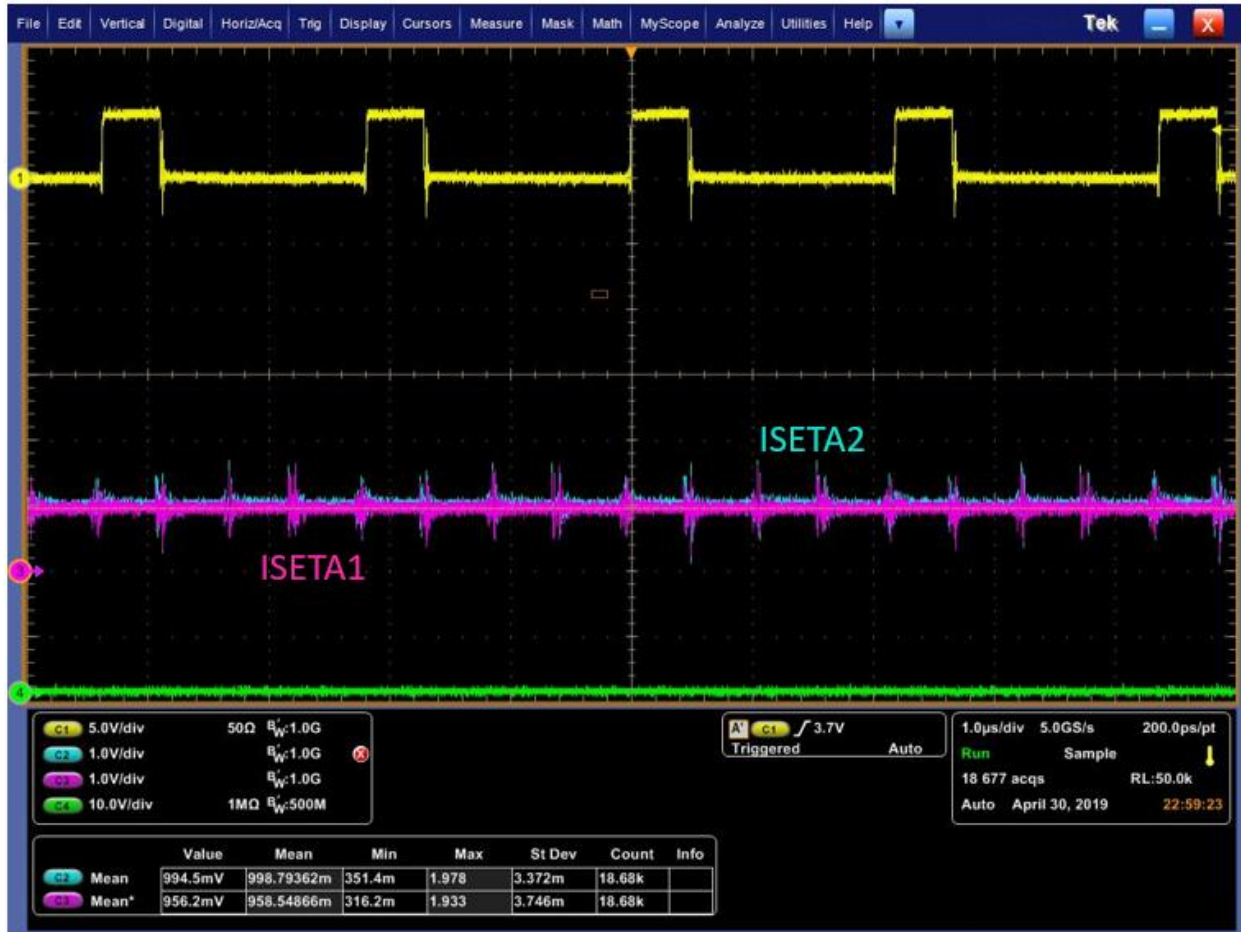 File Edit Vertical Digital Horiz/Acq Trig Display Cursors Measure Mask Math MyScope Analyze Utilities Help Tek X
1
ISETA2
ISETA1
3
4
C1 5.0V/div 50Ω BW:1.0G
C2 1.0V/div BW:1.0G
C3 1.0V/div BW:1.0G
C4 10.0V/div 1MΩ BW:500M
A' C1 3.7V
Triggered Auto
1.0µs/div 5.0GS/s 200.0ps/pt
Run Sample
18 677 acqs RL:50.0k
Auto April 30, 2019 22:59:23
Value Mean Min Max St Dev Count Info
C2 Mean 994.5mV 998.79362m 351.4m 1.978 3.372m 18.68k
C3 Mean* 956.2mV 958.54866m 316.2m 1.933 3.746m 18.68k